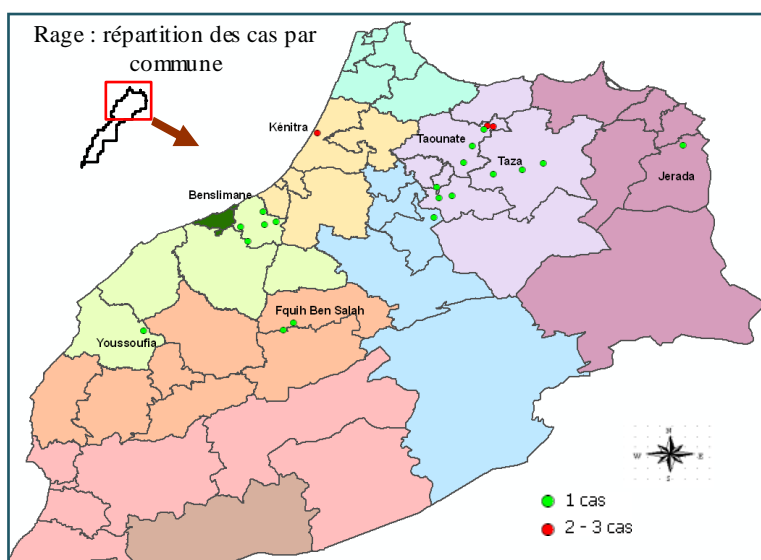 Rage : répartition des cas par
commune
Kénitra
Taounate
Taza
Jerada
Benslimane
Fquih Ben Salah
Youssoufia
N
W
E
S
1 cas
2 - 3 cas